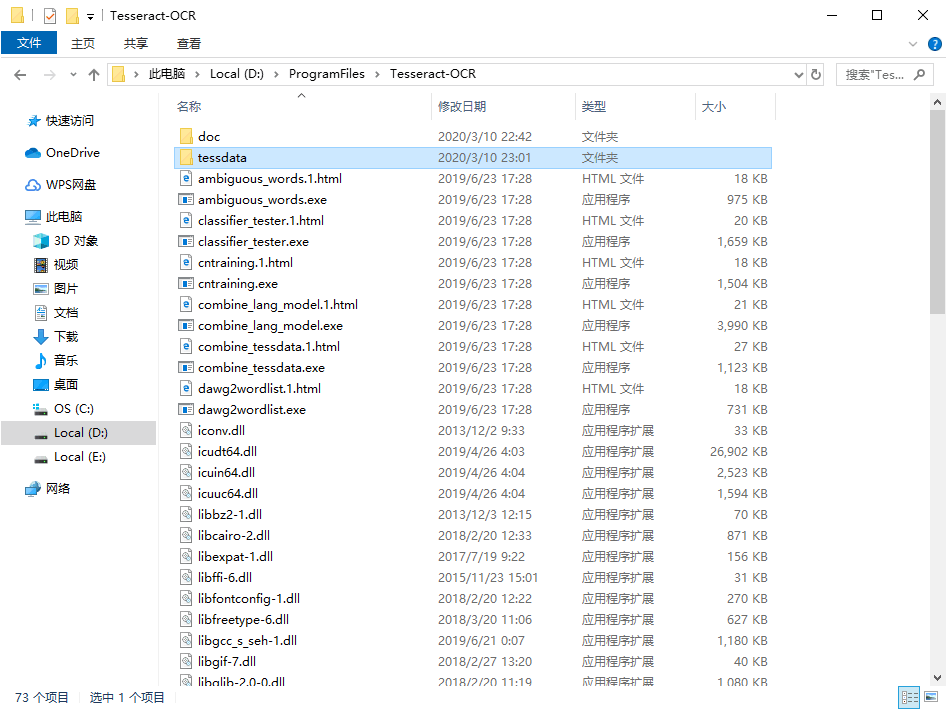 Tesseract-OCR
文件 主页 共享 查看
此电脑 Local (D:) ProgramFiles Tesseract-OCR 搜索"Tes...
名称 修改日期 类型 大小
快速访问
OneDrive
WPS网盘
此电脑
3D 对象
视频
图片
文档
下载
音乐
桌面
OS (C:)
Local (D:)
Local (E:)
网络
doc 2020/3/10 22:42 文件夹
tessdata 2020/3/10 23:01 文件夹
ambiguous_words.1.html 2019/6/23 17:28 HTML 文件 18 KB
ambiguous_words.exe 2019/6/23 17:28 应用程序 975 KB
classifier_tester.1.html 2019/6/23 17:28 HTML 文件 20 KB
classifier_tester.exe 2019/6/23 17:28 应用程序 1,659 KB
cntraining.1.html 2019/6/23 17:28 HTML 文件 18 KB
cntraining.exe 2019/6/23 17:28 应用程序 1,504 KB
combine_lang_model.1.html 2019/6/23 17:28 HTML 文件 21 KB
combine_lang_model.exe 2019/6/23 17:28 应用程序 3,990 KB
combine_tessdata.1.html 2019/6/23 17:28 HTML 文件 27 KB
combine_tessdata.exe 2019/6/23 17:28 应用程序 1,123 KB
dawg2wordlist.1.html 2019/6/23 17:28 HTML 文件 18 KB
dawg2wordlist.exe 2019/6/23 17:28 应用程序 731 KB
iconv.dll 2013/12/2 9:33 应用程序扩展 33 KB
icudt64.dll 2019/4/26 4:03 应用程序扩展 26,902 KB
icuin64.dll 2019/4/26 4:04 应用程序扩展 2,523 KB
icuuc64.dll 2019/4/26 4:04 应用程序扩展 1,594 KB
libbz2-1.dll 2013/12/3 12:15 应用程序扩展 70 KB
libcairo-2.dll 2018/2/20 12:33 应用程序扩展 871 KB
libexpat-1.dll 2017/7/19 9:22 应用程序扩展 156 KB
libffi-6.dll 2015/11/23 15:01 应用程序扩展 31 KB
libfontconfig-1.dll 2018/2/20 12:22 应用程序扩展 270 KB
libfreetype-6.dll 2018/3/20 11:06 应用程序扩展 627 KB
libgcc_s_seh-1.dll 2019/6/21 0:07 应用程序扩展 1,180 KB
libgif-7.dll 2018/2/27 13:20 应用程序扩展 40 KB
libglib-2.0-0.dll 2018/2/20 11:19 应用程序扩展 1,080 KB
73 个项目 选中 1 个项目